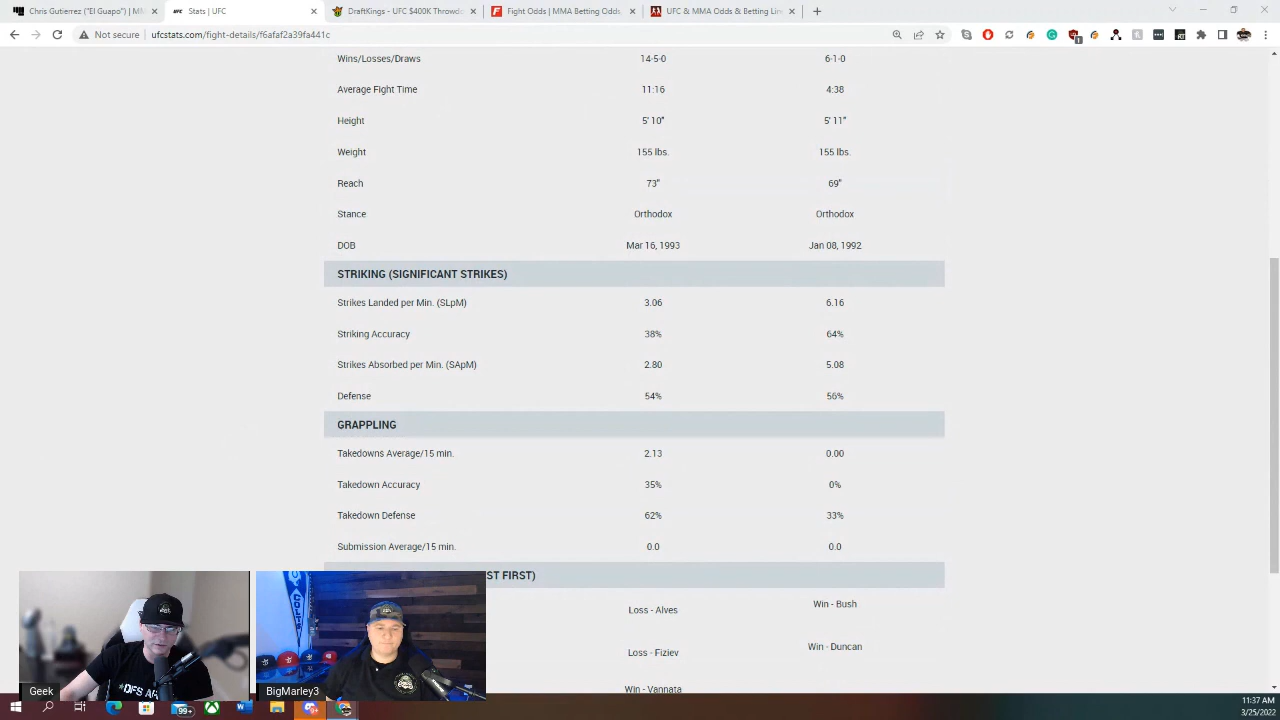 Chris Gutierrez ("El Guapo") | MM
Stats | UFC
DraftKings - UFC $400K Throwdo
Fight Odds | MMA Betting Odds,
UFC & MMA Odds & Betting Lin
Not secure | ufcstats.com/fight-details/f6afaf2a39fa441c
Wins/Losses/Draws 14-5-0 6-1-0
Average Fight Time 11:16 4:38
Height 5' 10" 5' 11"
Weight 155 lbs. 155 lbs.
Reach 73" 69"
Stance Orthodox Orthodox
DOB Mar 16, 1993 Jan 08, 1992
STRIKING (SIGNIFICANT STRIKES)
Strikes Landed per Min. (SLpM) 3.06 6.16
Striking Accuracy 38% 64%
Strikes Absorbed per Min. (SApM) 2.80 5.08
Defense 54% 56%
GRAPPLING
Takedowns Average/15 min. 2.13 0.00
Takedown Accuracy 35% 0%
Takedown Defense 62% 33%
Submission Average/15 min. 0.0 0.0
ST FIRST)
Loss - Alves Win - Bush
Loss - Fiziev Win - Duncan
Win - Vannata
COLTS
*DFS AR
Geek
BigMarley3
99+
11:37 AM
3/25/2022